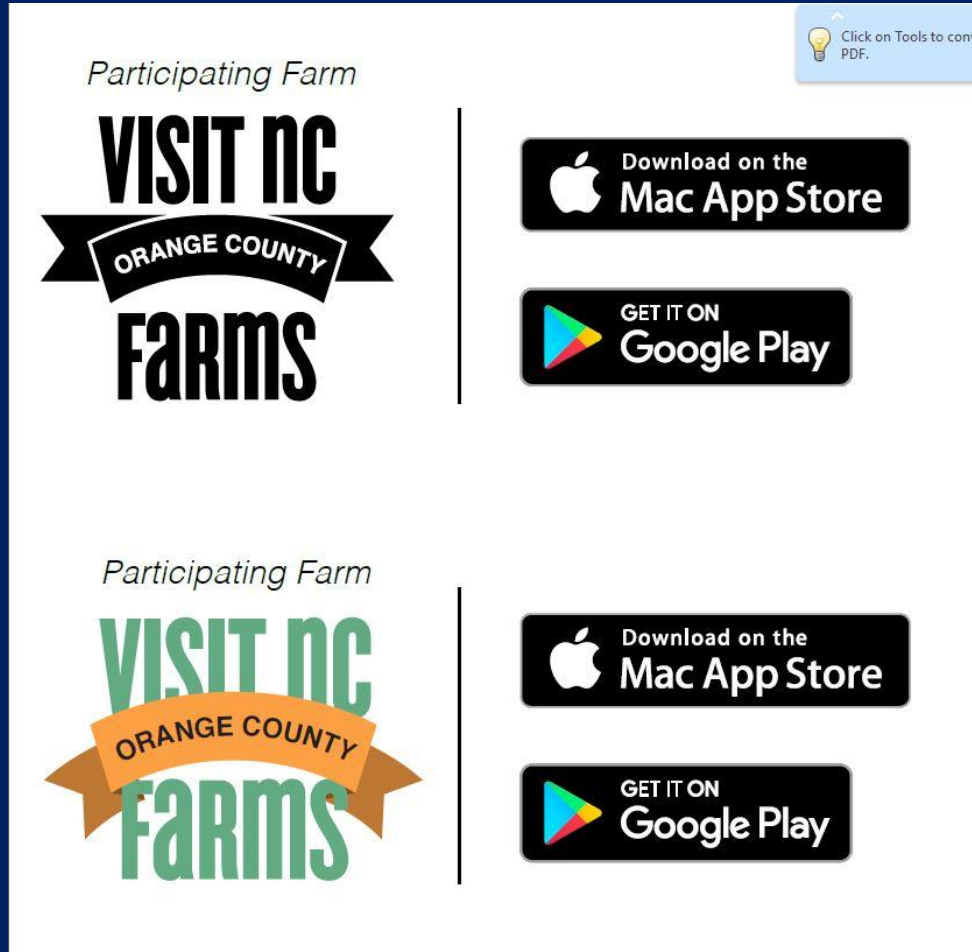 Click on Tools to con
PDF.
Participating Farm
VISIT NC
ORANGE COUNTY
FARMS
Download on the
Mac App Store
GET IT ON
Google Play
Participating Farm
VISIT NC
ORANGE COUNTY
FARMS
Download on the
Mac App Store
GET IT ON
Google Play